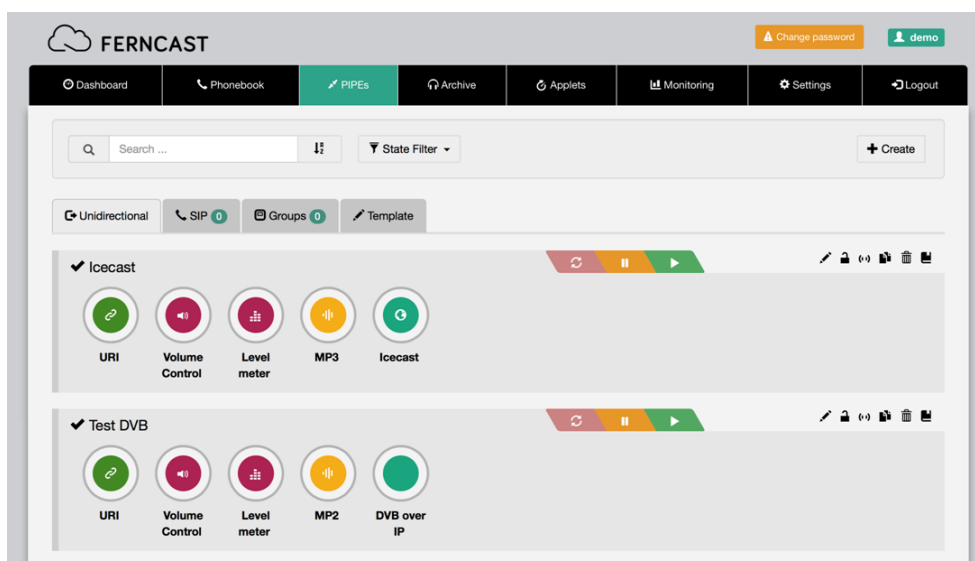 FERNCAST
Change password
demo
Dashboard
Phonebook
PIPEs
Archive
Applets
Monitoring
Settings
Logout
Search ...
State Filter
Create
Unidirectional
SIP 0
Groups 0
Template
Icecast
URI
Volume
Control
Level
meter
MP3
Icecast
Test DVB
URI
Volume
Control
Level
meter
MP2
DVB over
IP